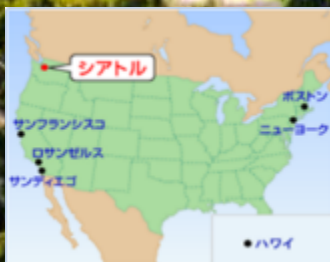 シアトル
ボストン
ニューヨーク
サンフランシスコ
ロサンゼルス
サンディエゴ
ハワイ